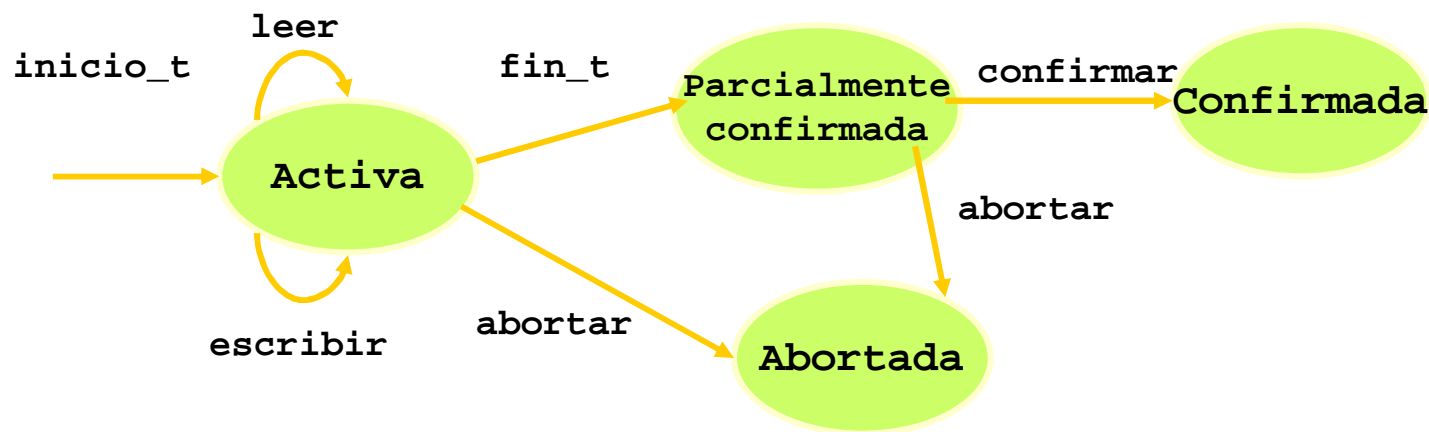 leer
inicio_t
fin_t
Parcialmente
confirmada
confirmar
Confirmada
Activa
abortar
escribir
abortar
Abortada